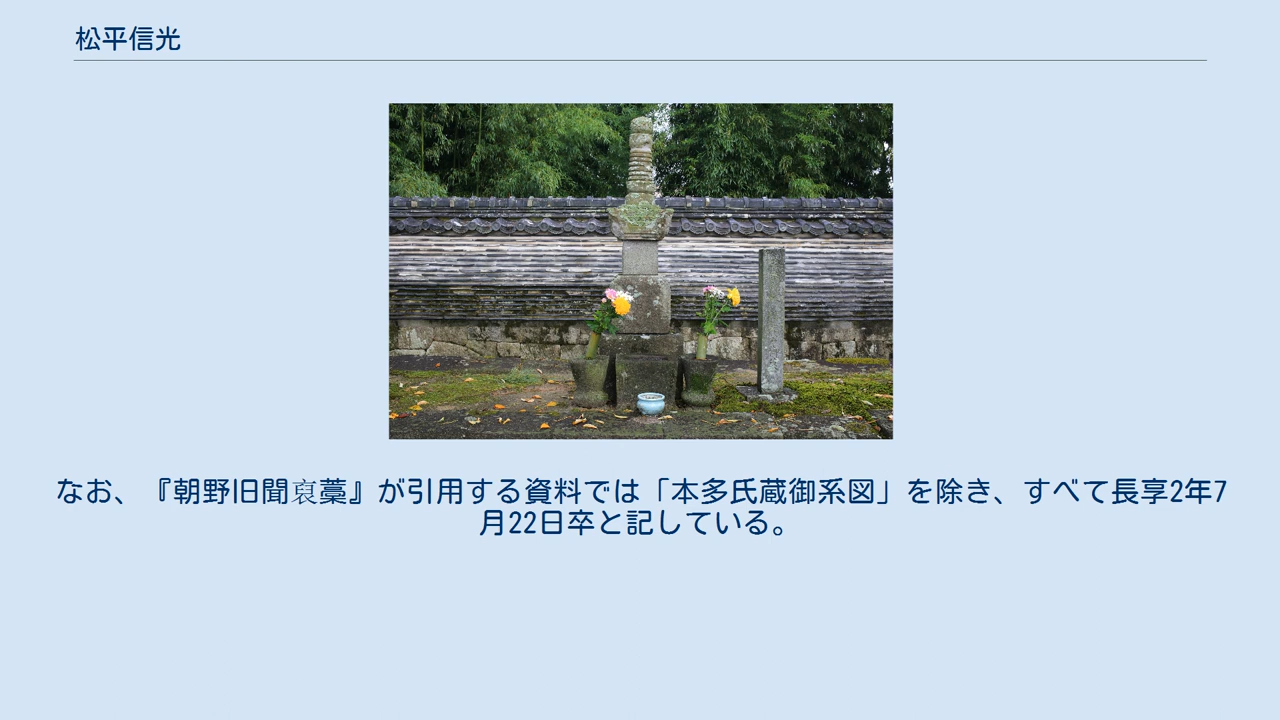 松平信光
なお、『朝野旧聞裒藁』が引用する資料では「本多氏蔵御系図」を除き、すべて長享2年7
月22日卒と記している。